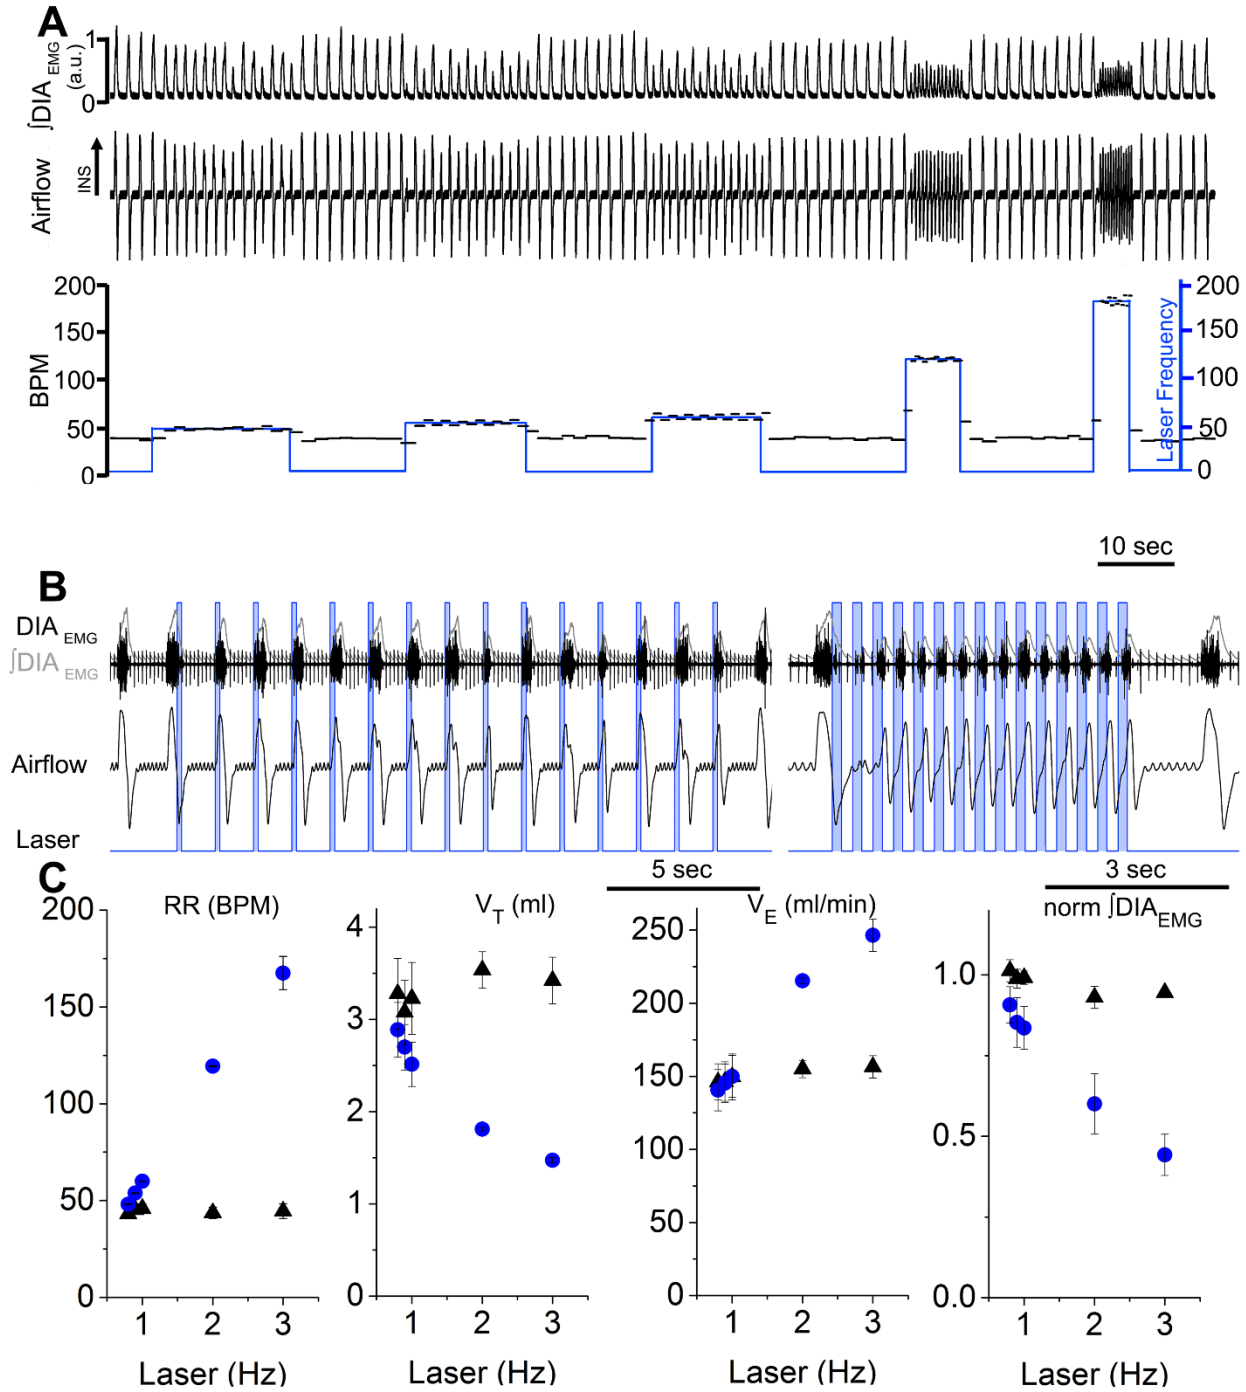 A
∫DIA EMG
(a.u.)
1
0
Airflow
INS
BPM
200
150
100
50
0
Laser Frequency
200
150
100
50
0
10 sec
B
DIA EMG
∫DIA EMG
Airflow
Laser
5 sec
3 sec
C
RR (BPM)
200
150
100
50
0
1 2 3
Laser (Hz)
VT (ml)
4
3
2
1
0
1 2 3
Laser (Hz)
VE (ml/min)
250
200
150
100
50
0
1 2 3
Laser (Hz)
norm ∫DIAEMG
1.0
0.5
0.0
1 2 3
Laser (Hz)